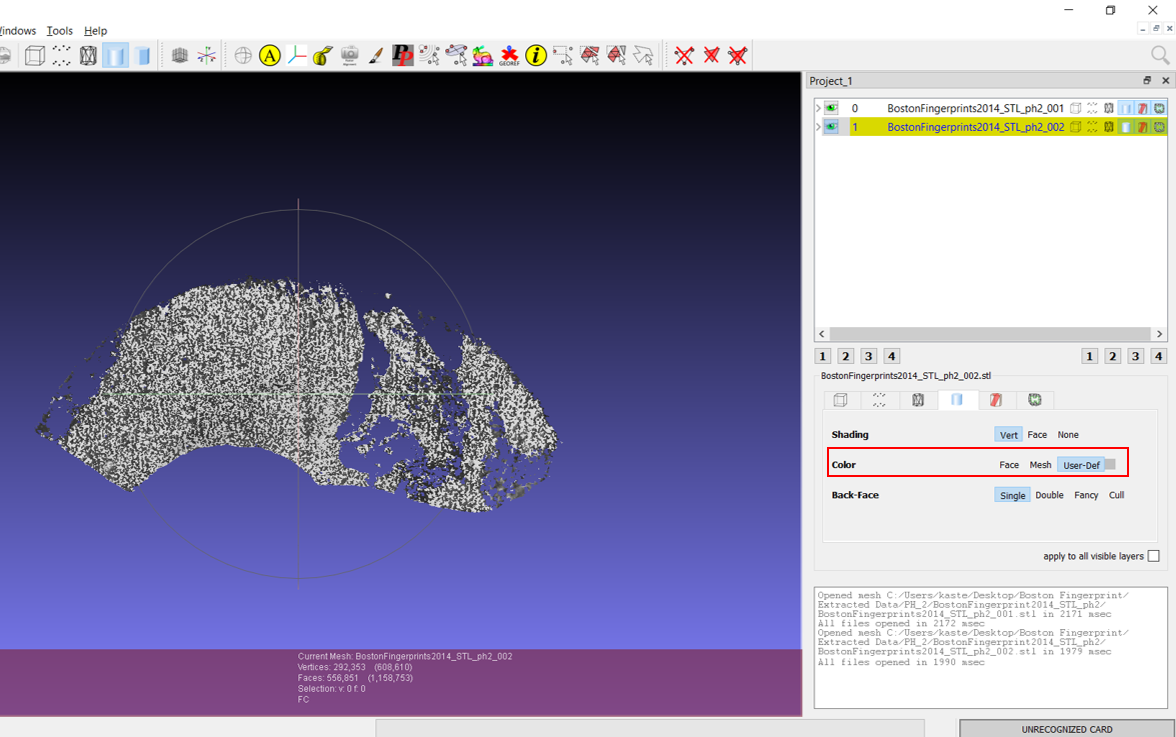 indows Tools Help
A PP GEOREF i
Project_1
0 BostonFingerprints2014_STL_ph2_001
1 BostonFingerprints2014_STL_ph2_002
1 2 3 4 1 2 3 4
BostonFingerprints2014_STL_ph2_002.stl
Shading Vert Face None
Color Face Mesh User-Def
Back-Face Single Double Fancy Cull
apply to all visible layers
Opened mesh C:/Users/kaste/Desktop/Boston Fingerprint/
Extracted Data/PH_2/BostonFingerprint2014_STL_ph2/
BostonFingerprints2014_STL_ph2_001.stl in 2171 msec
All files opened in 2172 msec
Opened mesh C:/Users/kaste/Desktop/Boston Fingerprint/
Extracted Data/PH_2/BostonFingerprint2014_STL_ph2/
BostonFingerprints2014_STL_ph2_002.stl in 1979 msec
All files opened in 1990 msec
Current Mesh: BostonFingerprints2014_STL_ph2_002
Vertices: 292,353 (608,610)
Faces: 556,851 (1,158,753)
Selection: v: 0 f: 0
FC
UNRECOGNIZED CARD